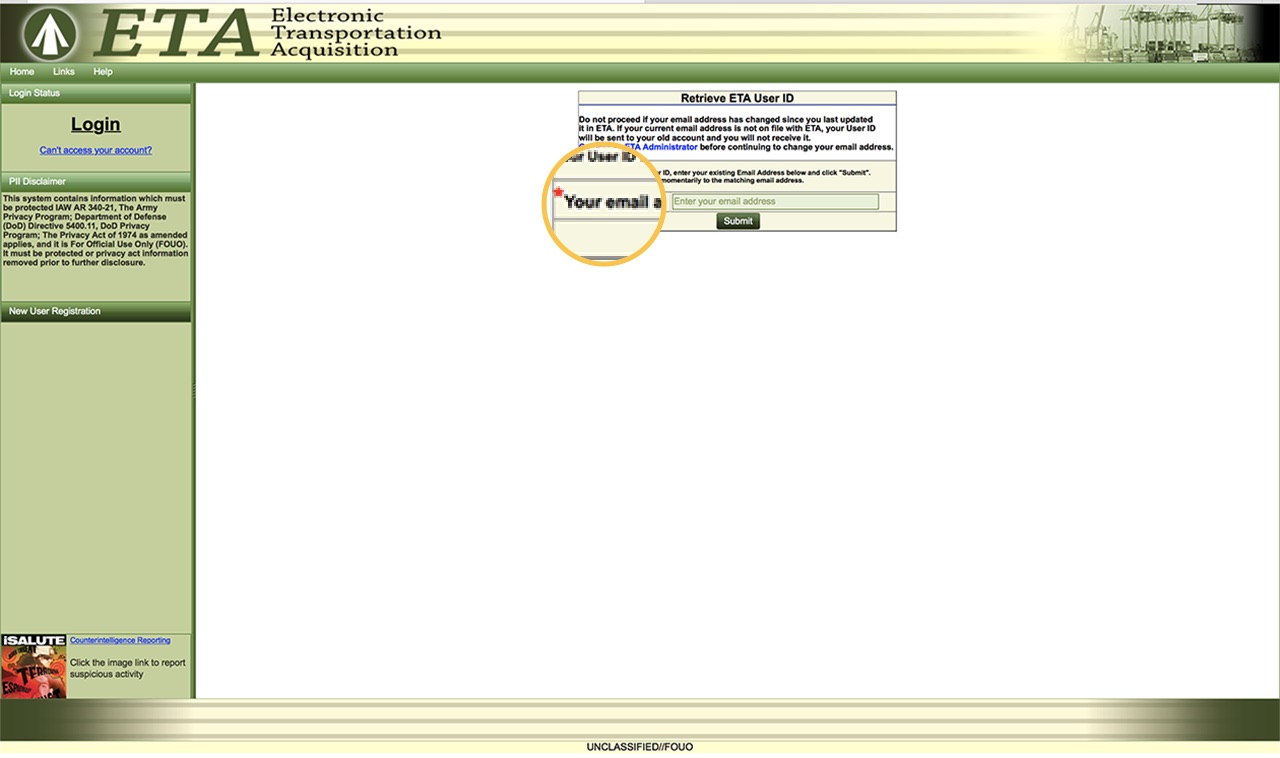 ETA Electronic
Transportation
Acquisition
Home Links Help
Login Status
Login
Can't access your account?
PII Disclaimer
This system contains information which must
be protected IAW AR 340-21, The Army
Privacy Program; Department of Defense
(DoD) Directive 5400.11, DoD Privacy
Program; The Privacy Act of 1974 as amended
applies, and it is For Official Use Only (FOUO).
It must be protected or privacy act information
removed prior to further disclosure.
New User Registration
iSALUTE
Counterintelligence Reporting
Click the image link to report
suspicious activity
Retrieve ETA User ID
Do not proceed if your email address has changed since you last updated
it in ETA. If your current email address is not on file with ETA, your User ID
will be sent to your old account and you will not receive it.
ETA Administrator before continuing to change your email address.
User ID
ID, enter your existing Email Address below and click "Submit".
momentarily to the matching email address.
*Your email a
Enter your email address
Submit
UNCLASSIFIED//FOUO